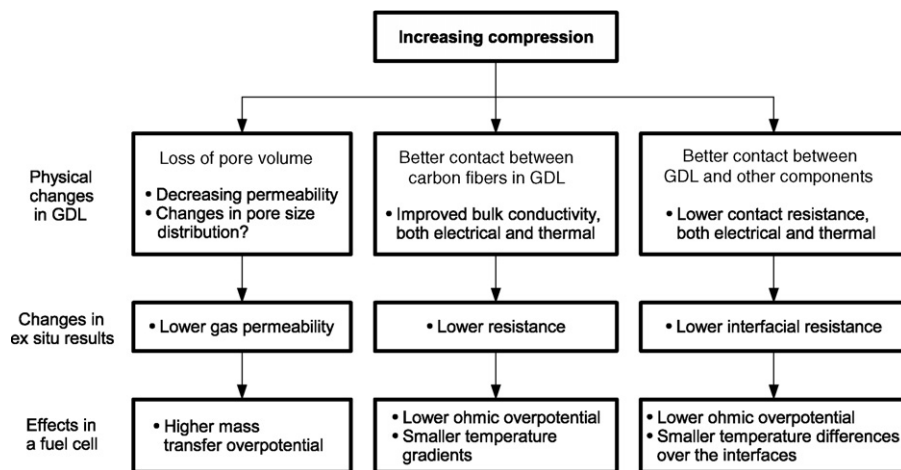 Increasing compression
Physical
changes
in GDL
Loss of pore volume
• Decreasing permeability
• Changes in pore size
distribution?
Better contact between
carbon fibers in GDL
• Improved bulk conductivity,
both electrical and thermal
Better contact between
GDL and other components
• Lower contact resistance,
both electrical and thermal
Changes in
ex situ results
• Lower gas permeability
• Lower resistance
• Lower interfacial resistance
Effects in
a fuel cell
• Higher mass
transfer overpotential
• Lower ohmic overpotential
• Smaller temperature
gradients
• Lower ohmic overpotential
• Smaller temperature differences
over the interfaces